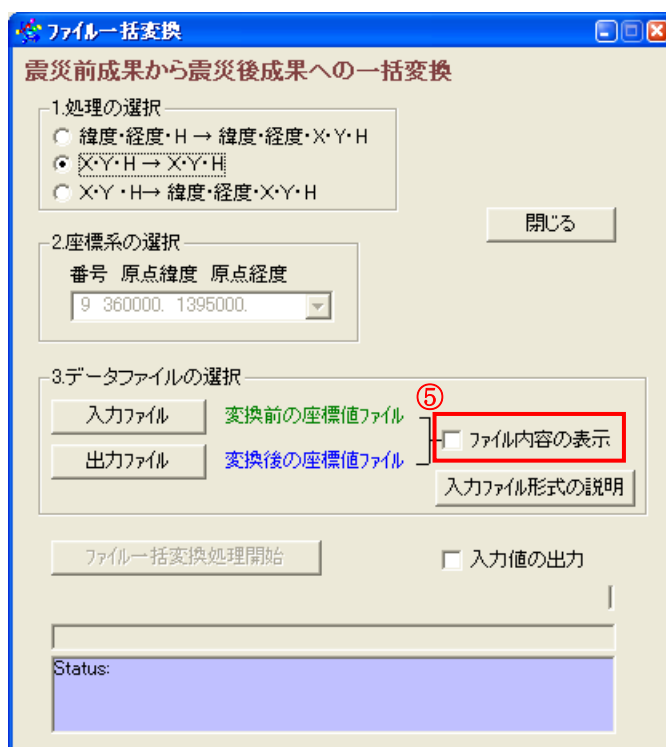 ファイル一括変換
震災前成果から震災後成果への一括変換
1.処理の選択
緯度・経度・H → 緯度・経度・X・Y・H
X・Y・H → X・Y・H
X・Y ・H→ 緯度・経度・X・Y・H
閉じる
2.座標系の選択
番号 原点緯度 原点経度
9 360000. 1395000.
3.データファイルの選択
⑤
入力ファイル 変換前の座標値ファイル
ファイル内容の表示
出力ファイル 変換後の座標値ファイル
入力ファイル形式の説明
ファイル一括変換処理開始 入力値の出力
Status: